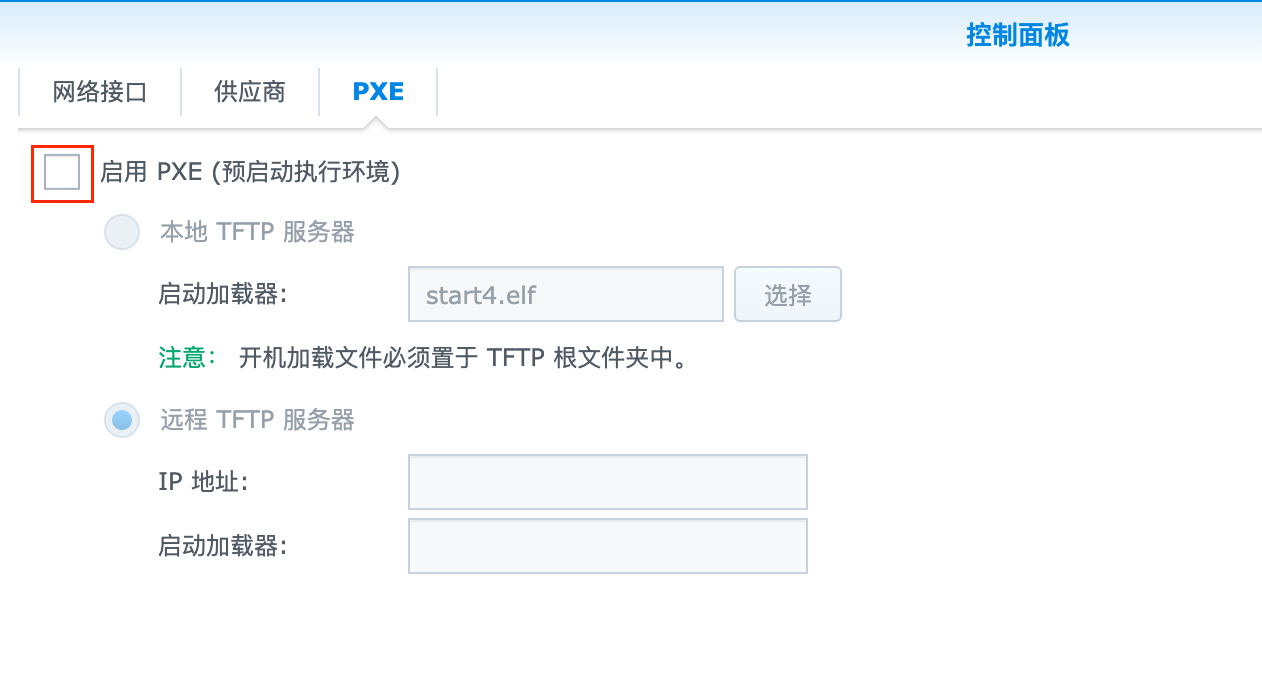 控制面板
网络接口 供应商 PXE
启用 PXE (预启动执行环境)
本地 TFTP 服务器
启动加载器: start4.elf 选择
注意: 开机加载文件必须置于 TFTP 根文件夹中。
远程 TFTP 服务器
IP 地址:
启动加载器: